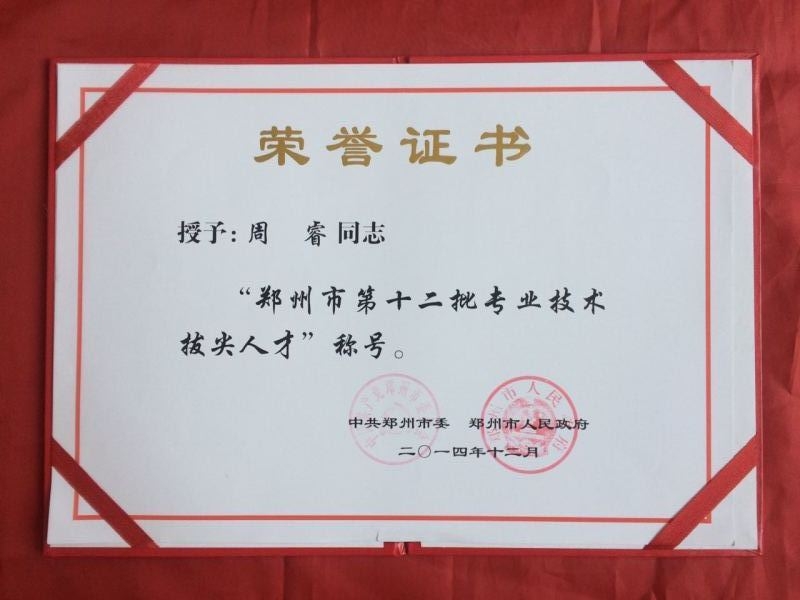 荣誉证书
授予：周 睿 同志
“郑州市第十二批专业技术
拔尖人才”称号。
中共郑州市委 郑州市人民政府
二〇一四年十二月